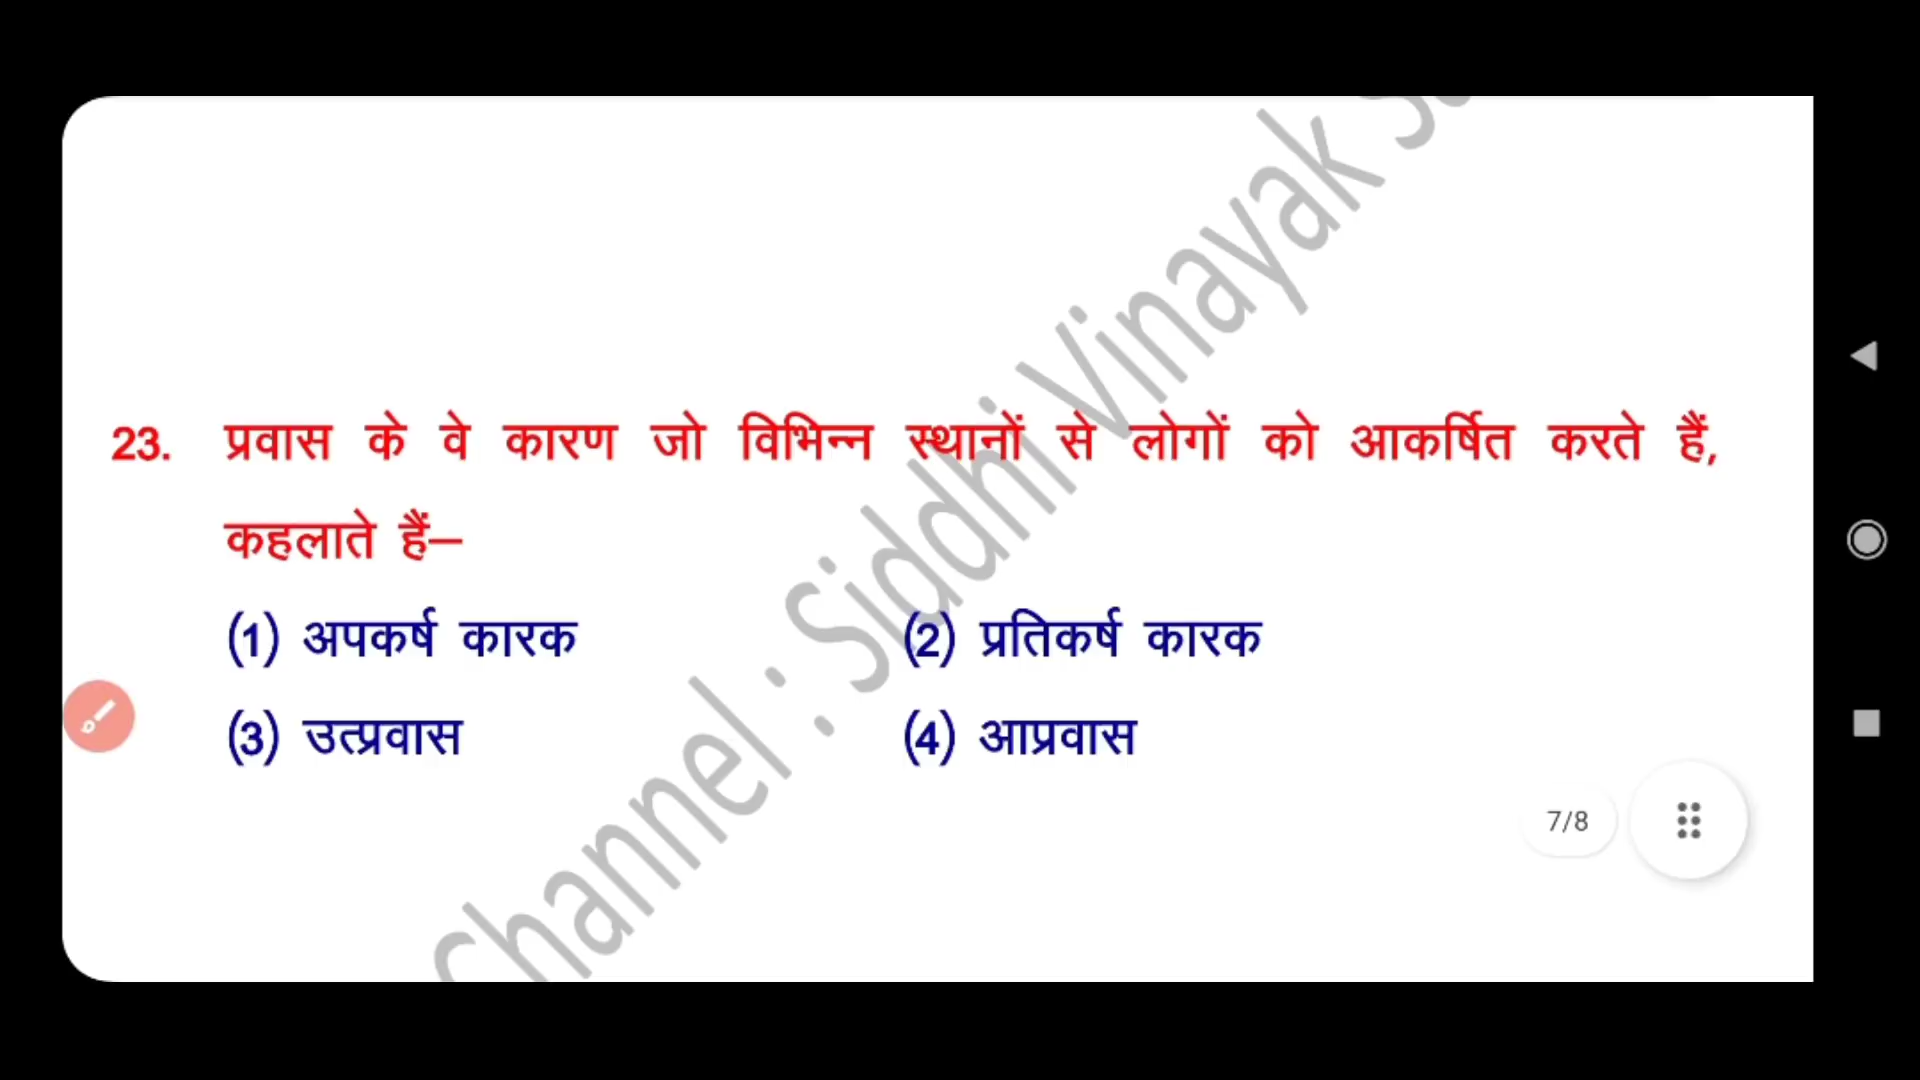 23. प्रवास के वे कारण जो विभिन्न स्थानों से लोगों को आकर्षित करते हैं,
कहलाते हैं–
(1) अपकर्ष कारक (2) प्रतिकर्ष कारक
(3) उत्प्रवास (4) आप्रवास
7/8
Channel : Siddhi Vinayak